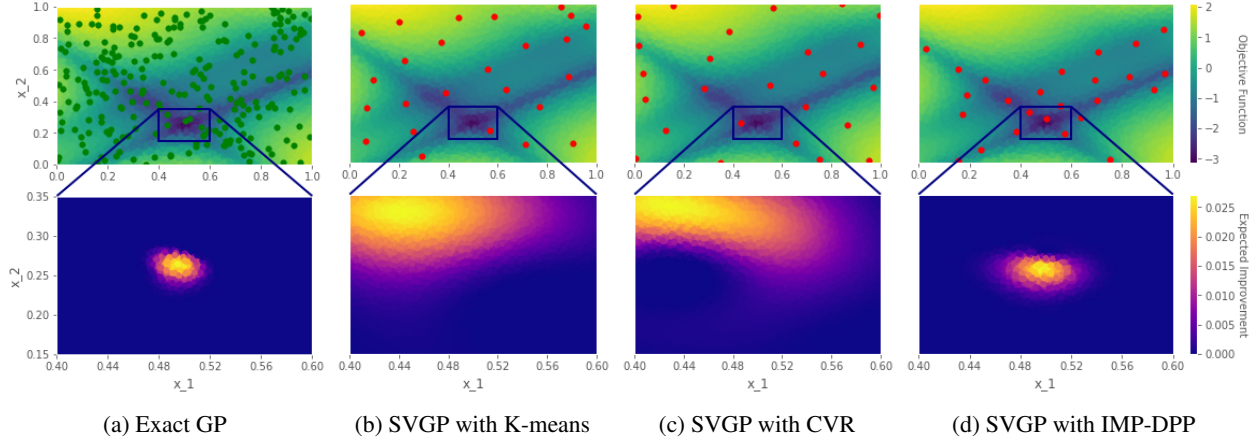 1.0
0.8
0.6
0.4
0.2
0.0
x_2
0.0 0.2 0.4 0.6 0.8 1.0
0.0 0.2 0.4 0.6 0.8 1.0
0.0 0.2 0.4 0.6 0.8 1.0
0.0 0.2 0.4 0.6 0.8 1.0
2
1
0
−1
−2
−3
Objective Function
0.35
0.30
0.25
0.20
0.15
x_2
0.40 0.44 0.48 0.52 0.56 0.60
0.40 0.44 0.48 0.52 0.56 0.60
0.40 0.44 0.48 0.52 0.56 0.60
0.40 0.44 0.48 0.52 0.56 0.60
x_1
x_1
x_1
x_1
0.025
0.020
0.015
0.010
0.005
0.000
Expected Improvement
(a) Exact GP
(b) SVGP with K-means
(c) SVGP with CVR
(d) SVGP with IMP-DPP